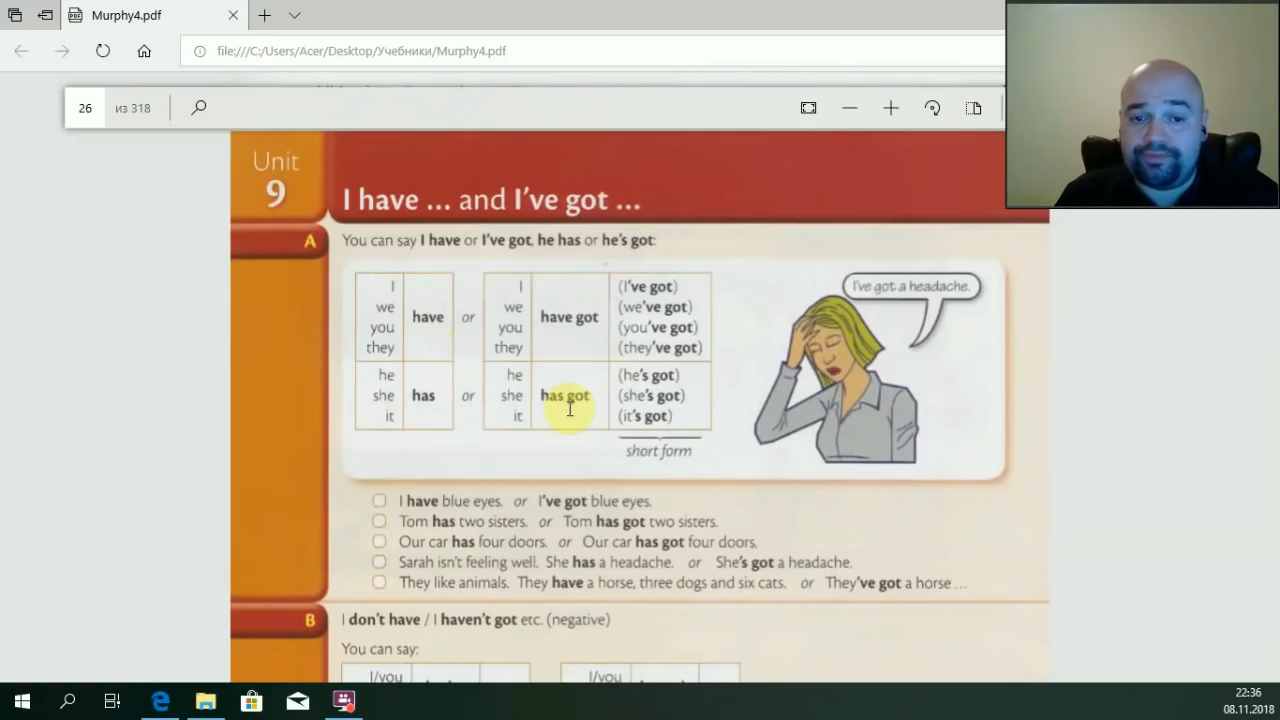 Murphy4.pdf
file:///C:/Users/Acer/Desktop/Учебники/Murphy4.pdf
26 из 318
Unit
9
I have ... and I've got ...
A
You can say I have or I've got, he has or he's got:
I
we
you
they
have
or
I
we
you
they
have got
(I've got)
(we've got)
(you've got)
(they've got)
he
she
it
has
or
he
she
it
has got
(he's got)
(she's got)
(it's got)
short form
I've got a headache.
I have blue eyes. or I've got blue eyes.
Tom has two sisters. or Tom has got two sisters.
Our car has four doors. or Our car has got four doors.
Sarah isn't feeling well. She has a headache. or She's got a headache.
They like animals. They have a horse, three dogs and six cats. or They've got a horse ...
B
I don't have / I haven't got etc. (negative)
You can say:
I/you
I/you
22:36
08.11.2018